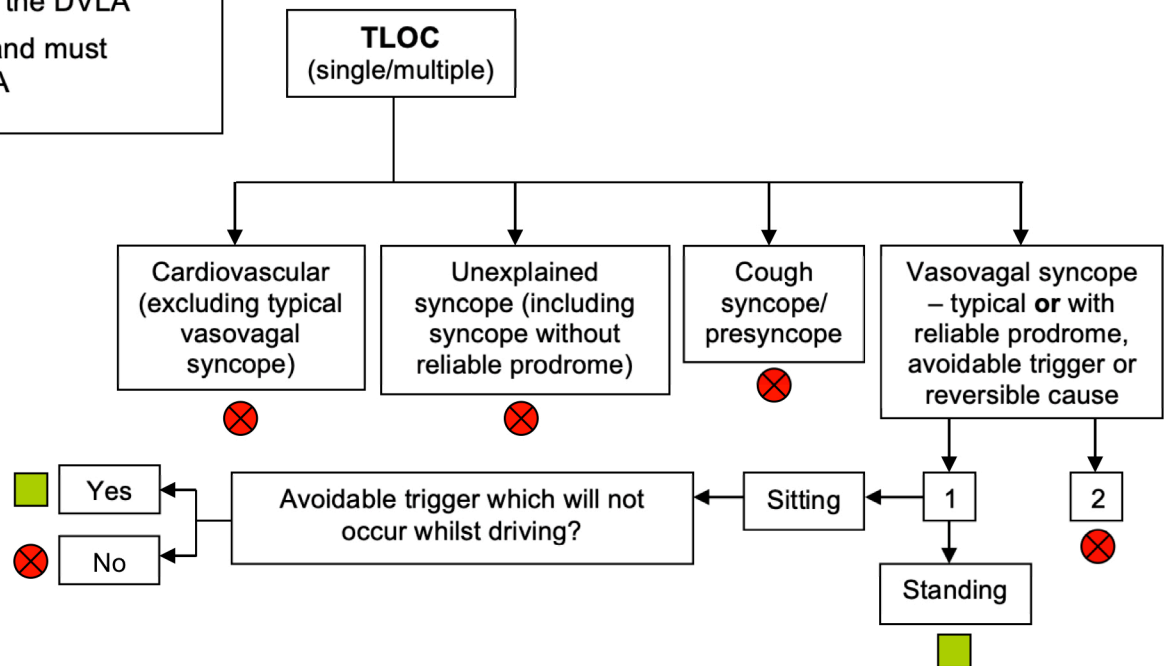 the DVLA
and must
A
TLOC
(single/multiple)
Cardiovascular
(excluding typical
vasovagal
syncope)
Unexplained
syncope (including
syncope without
reliable prodrome)
Cough
syncope/
presyncope
Vasovagal syncope
– typical or with
reliable prodrome,
avoidable trigger or
reversible cause
Yes
No
Avoidable trigger which will not
occur whilst driving?
Sitting
1
2
Standing